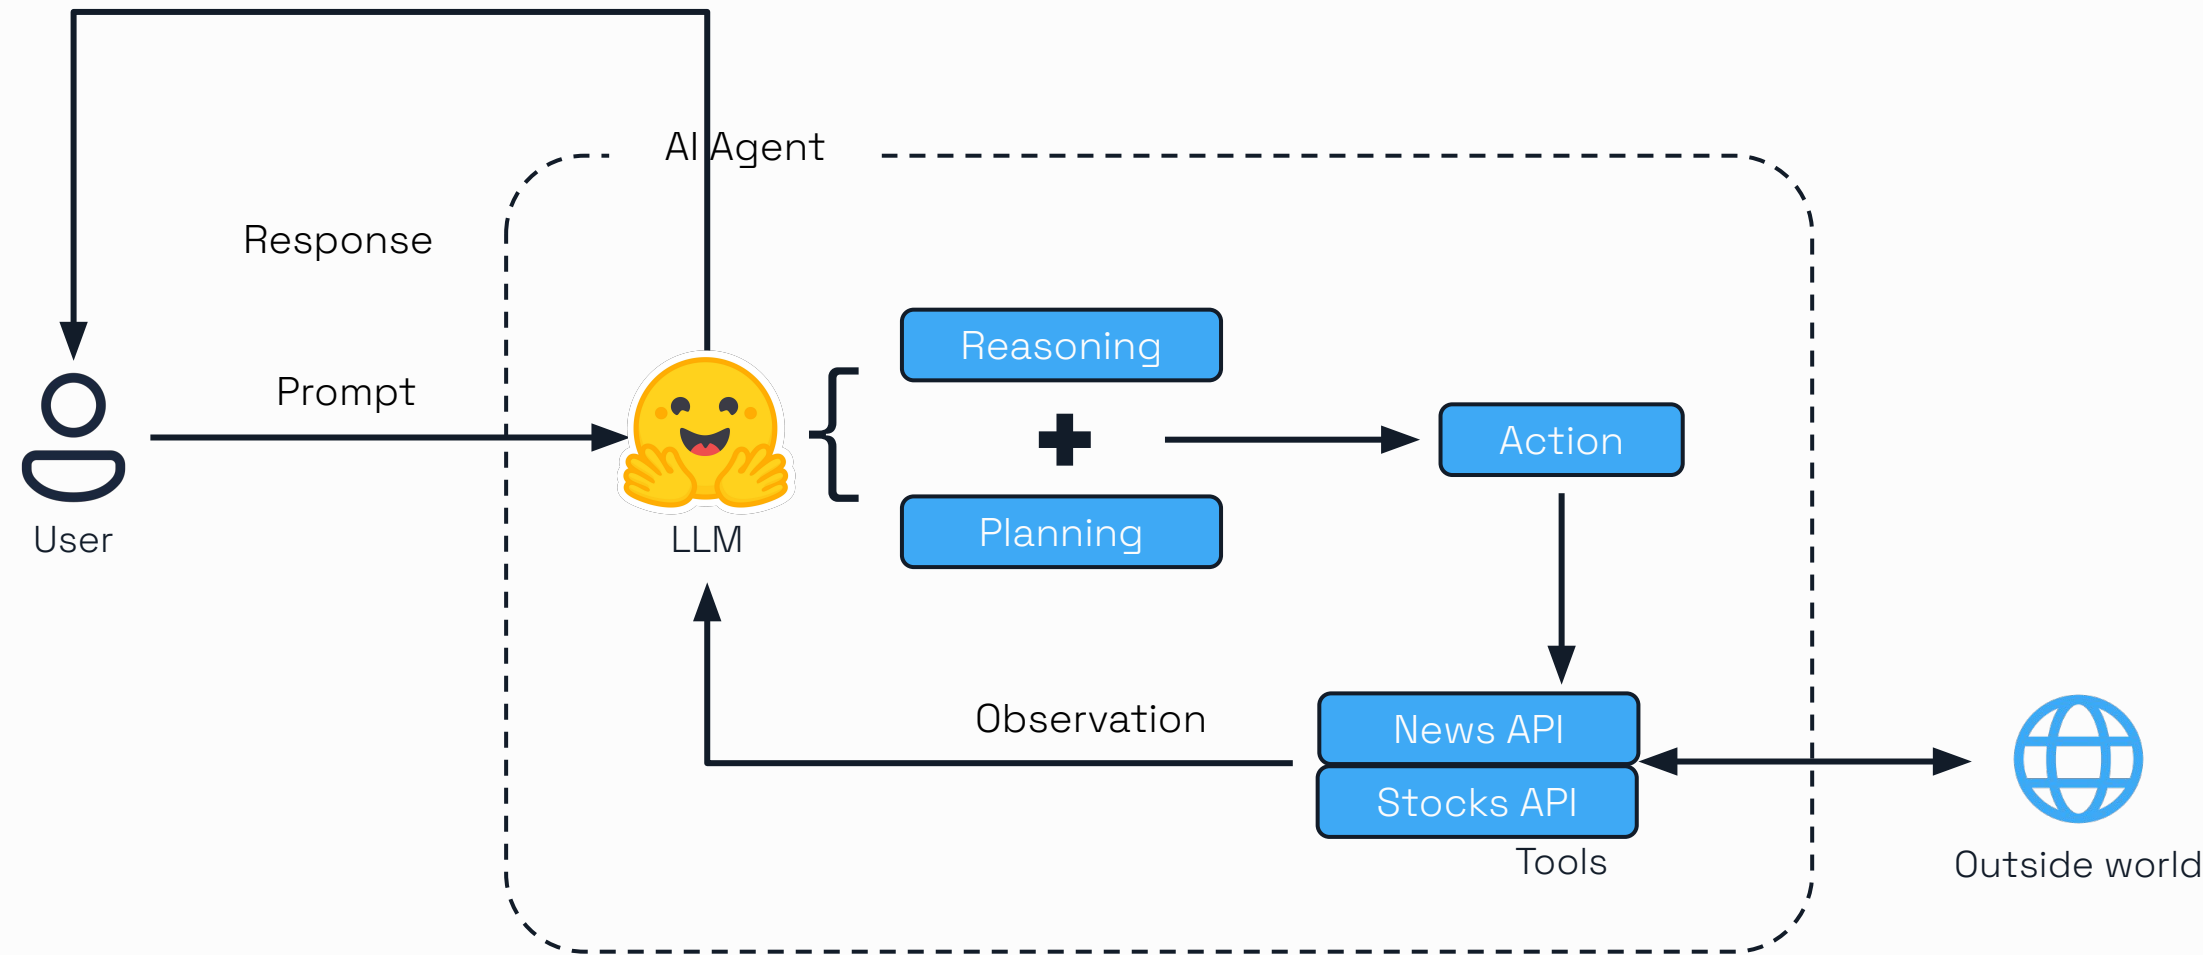 AI Agent
Response
Reasoning
Prompt
Action
User
LLM
Planning
Observation
News API
Stocks API
Tools
Outside world